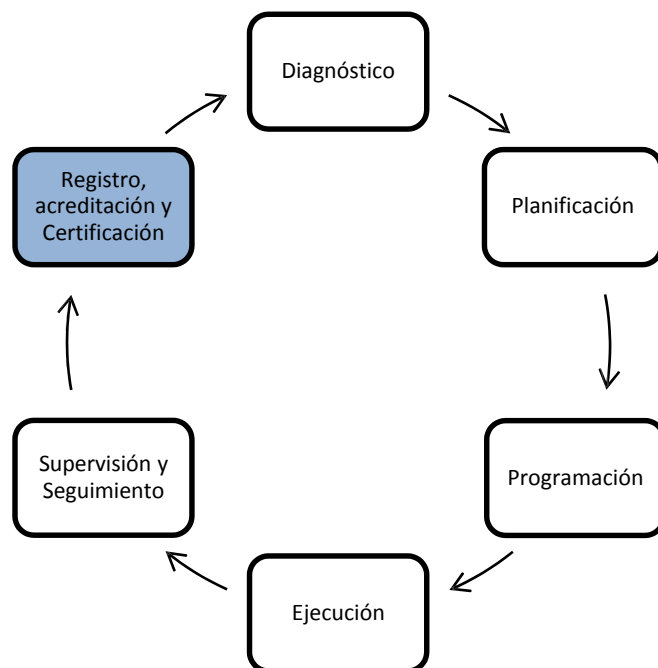 Diagnóstico
Planificación
Programación
Ejecución
Supervisión y
Seguimiento
Registro,
acreditación y
Certificación